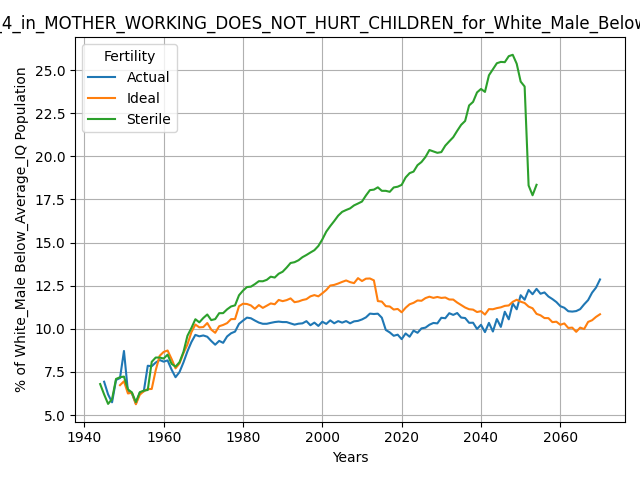 _4_in_MOTHER_WORKING_DOES_NOT_HURT_CHILDREN_for_White_Male_Below
% of White_Male Below_Average_IQ Population
25.0
22.5
20.0
17.5
15.0
12.5
10.0
7.5
5.0
Fertility
Actual
Ideal
Sterile
1940
1960
1980
2000
2020
2040
2060
Years